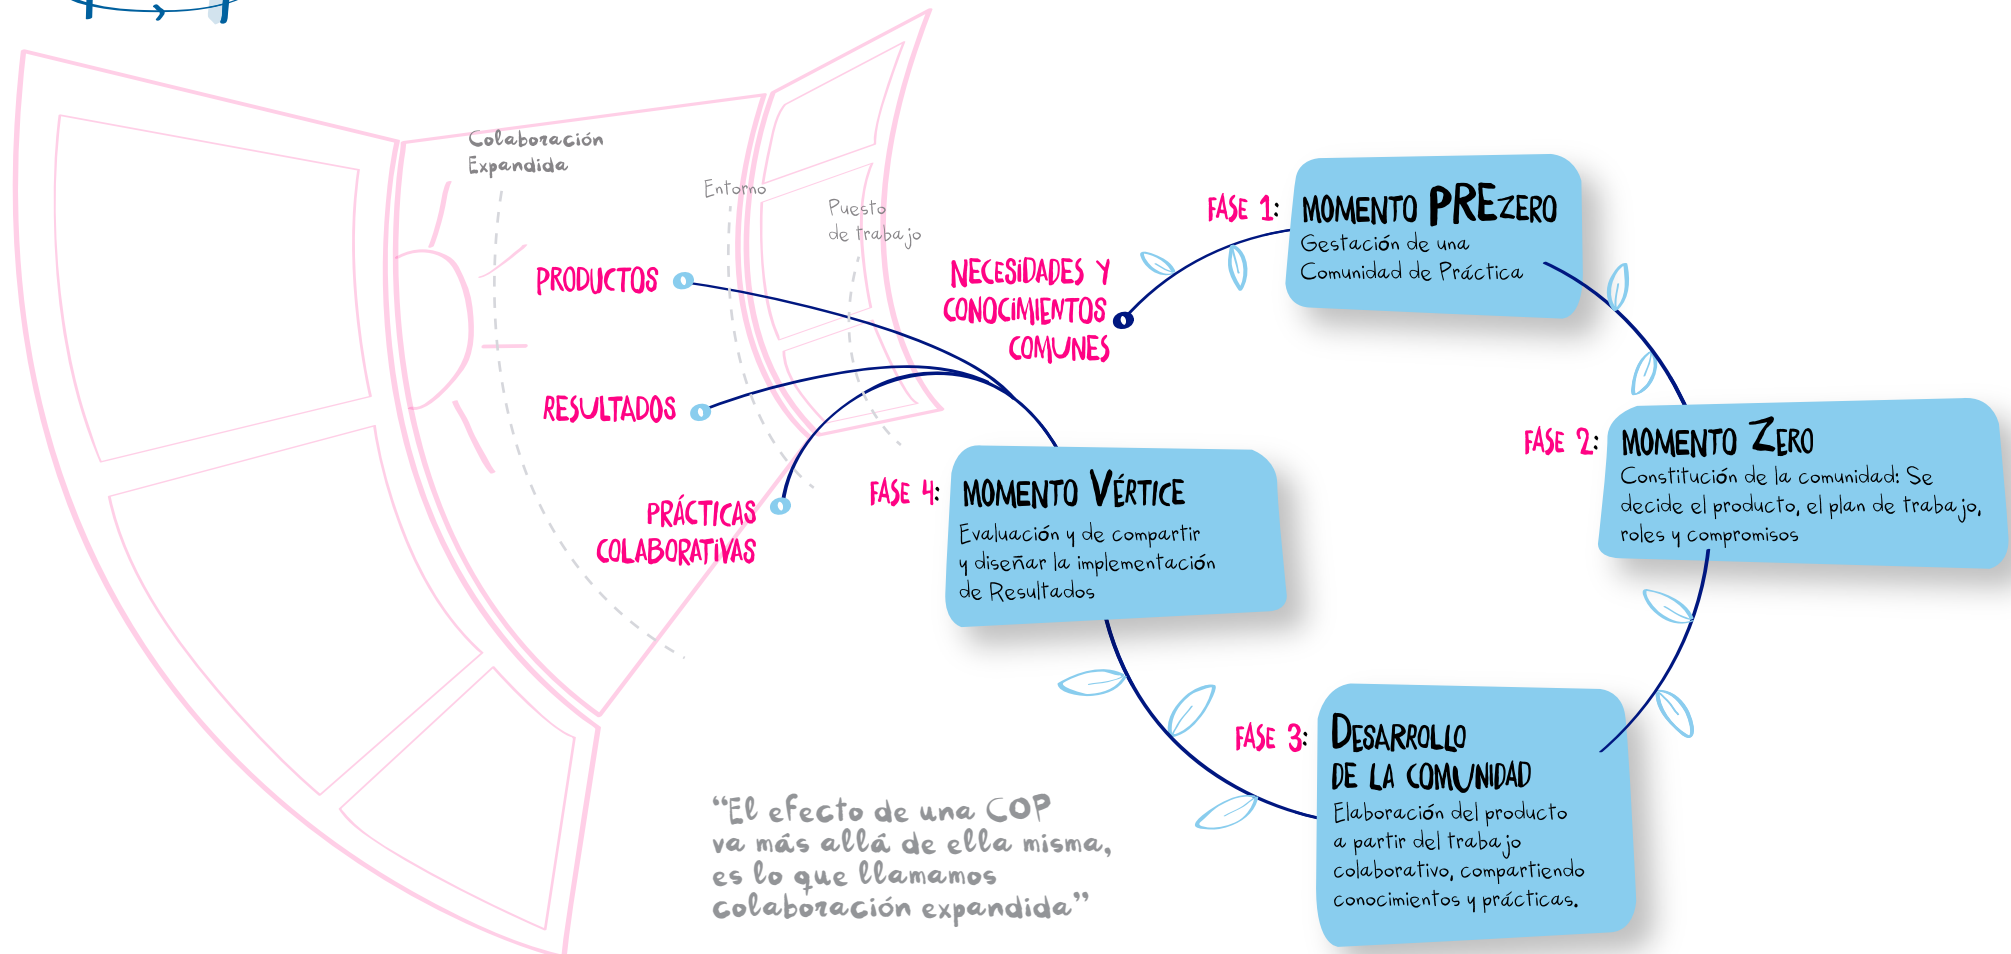 Colaboración
Expandida
Entorno
Puesto
de trabajo
PRODUCTOS
RESULTADOS
PRÁCTICAS
COLABORATIVAS
NECESIDADES Y
CONOCIMIENTOS
COMUNES
FASE 1:
MOMENTO PREZERO
Gestación de una
Comunidad de Práctica
FASE 2:
MOMENTO ZERO
Constitución de la comunidad: Se
decide el producto, el plan de trabajo,
roles y compromisos
FASE 3:
DESARROLLO
DE LA COMUNIDAD
Elaboración del producto
a partir del trabajo
colaborativo, compartiendo
conocimientos y prácticas.
FASE 4:
MOMENTO VÉRTICE
Evaluación y de compartir
y diseñar la implementación
de Resultados
“El efecto de una COP
va más allá de ella misma,
es lo que llamamos
colaboración expandida”